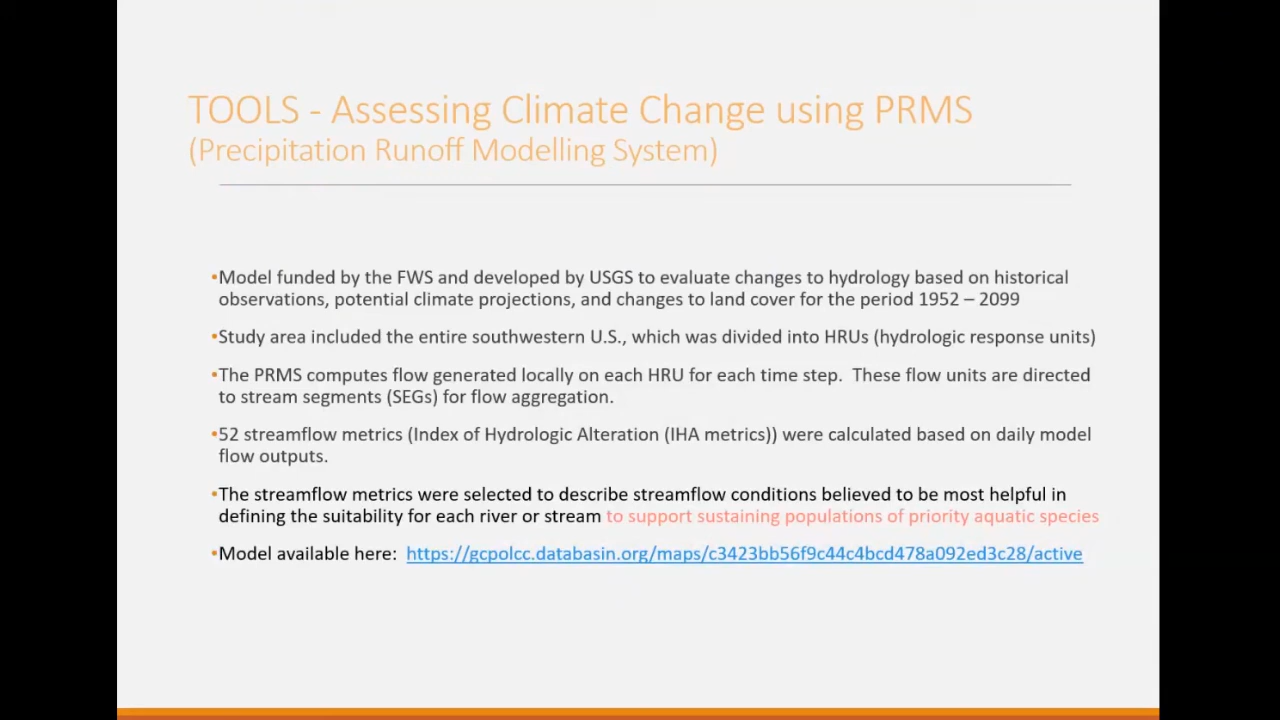 TOOLS - Assessing Climate Change using PRMS
(Precipitation Runoff Modelling System)
•Model funded by the FWS and developed by USGS to evaluate changes to hydrology based on historical
observations, potential climate projections, and changes to land cover for the period 1952 – 2099
•Study area included the entire southwestern U.S., which was divided into HRUs (hydrologic response units)
•The PRMS computes flow generated locally on each HRU for each time step.  These flow units are directed
to stream segments (SEGs) for flow aggregation.
•52 streamflow metrics (Index of Hydrologic Alteration (IHA metrics)) were calculated based on daily model
flow outputs.
•The streamflow metrics were selected to describe streamflow conditions believed to be most helpful in
defining the suitability for each river or stream to support sustaining populations of priority aquatic species
•Model available here:  https://gcpolcc.databasin.org/maps/c3423bb56f9c44c4bcd478a092ed3c28/active